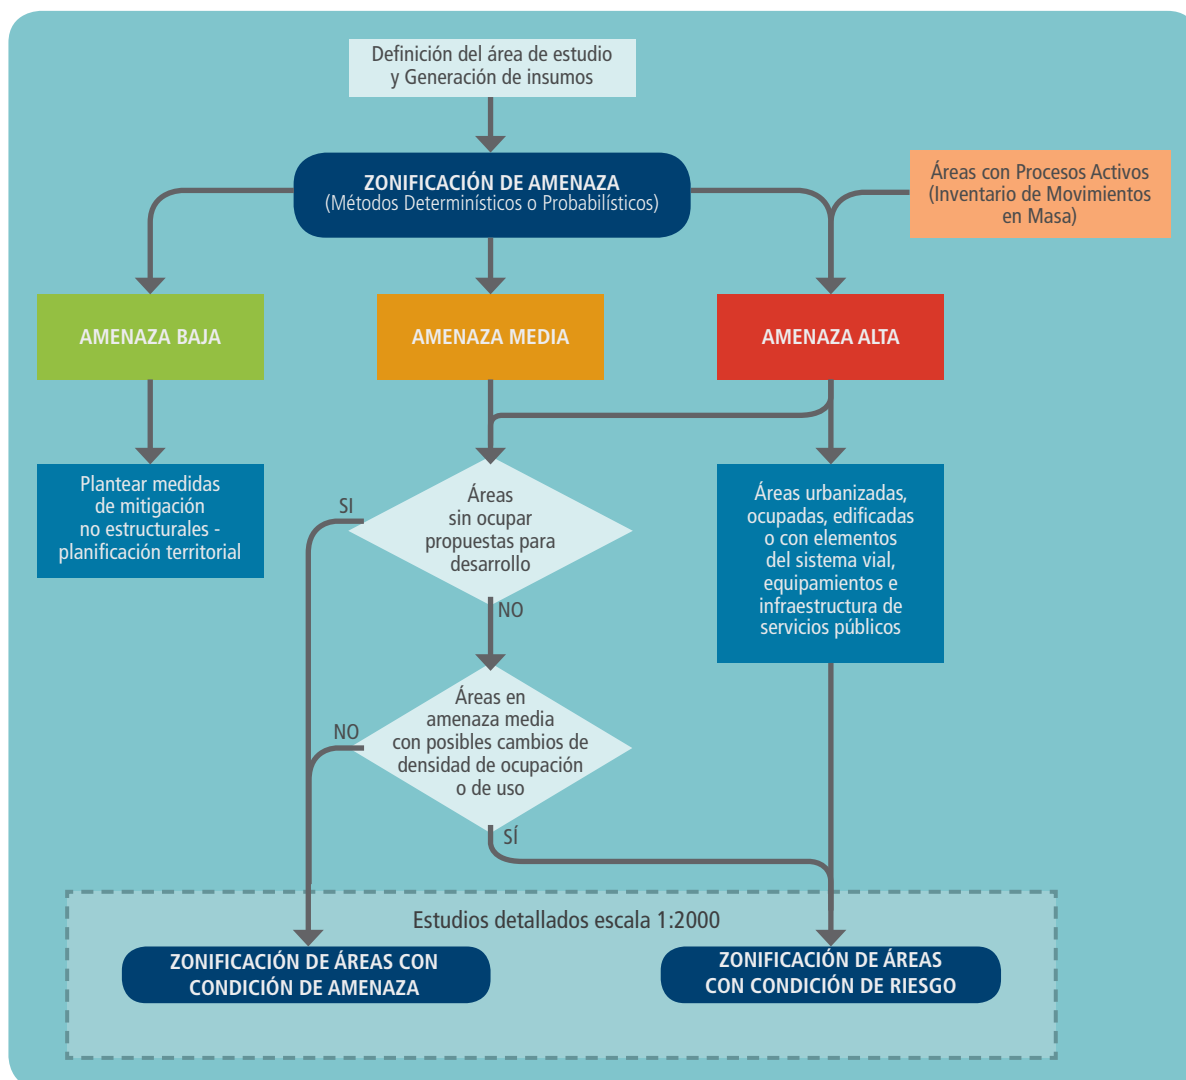 Definición del área de estudio
y Generación de insumos
ZONIFICACIÓN DE AMENAZA
(Métodos Determinísticos o Probabilísticos)
Áreas con Procesos Activos
(Inventario de Movimientos
en Masa)
AMENAZA BAJA
AMENAZA MEDIA
AMENAZA ALTA
Plantear medidas
de mitigación
no estructurales -
planificación territorial
SI
Áreas
sin ocupar
propuestas para
desarrollo
NO
Áreas urbanizadas,
ocupadas, edificadas
o con elementos
del sistema vial,
equipamientos e
infraestructura de
servicios públicos
NO
Áreas en
amenaza media
con posibles cambios de
densidad de ocupación
o de uso
SÍ
Estudios detallados escala 1:2000
ZONIFICACIÓN DE ÁREAS CON
CONDICIÓN DE AMENAZA
ZONIFICACIÓN DE ÁREAS
CON CONDICIÓN DE RIESGO